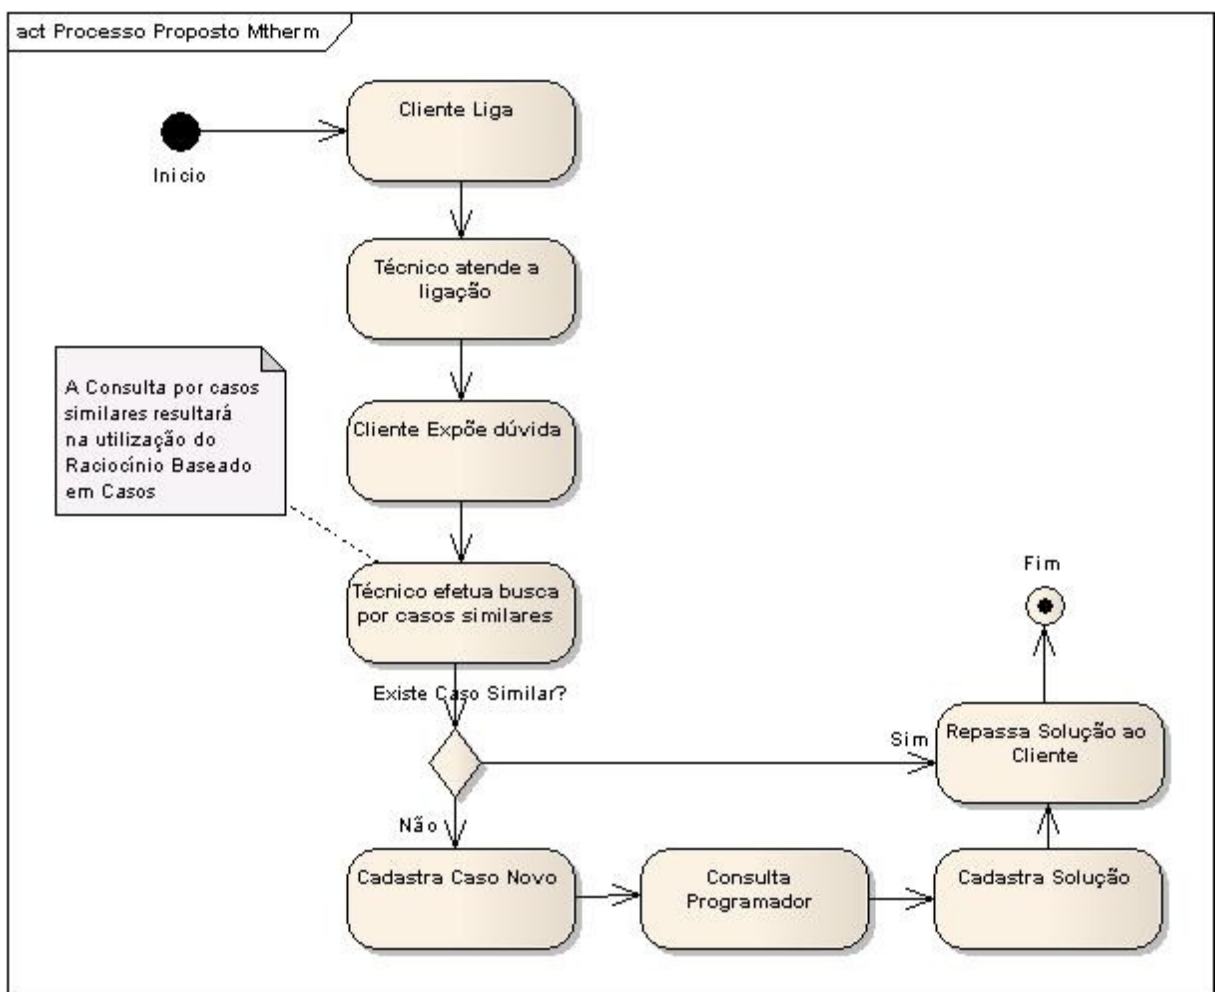 act Processo Proposto Mtherm
Cliente Liga
Inicio
Técnico atende a
ligação
A Consulta por casos
similares resultará
na utilização do
Raciocínio Baseado
em Casos
Cliente Expõe dúvida
Técnico efetua busca
por casos similares
Existe Caso Similar?
Fim
Sim
Repassa Solução ao
Cliente
Não
Cadastra Caso Novo
Consulta
Programador
Cadastra Solução